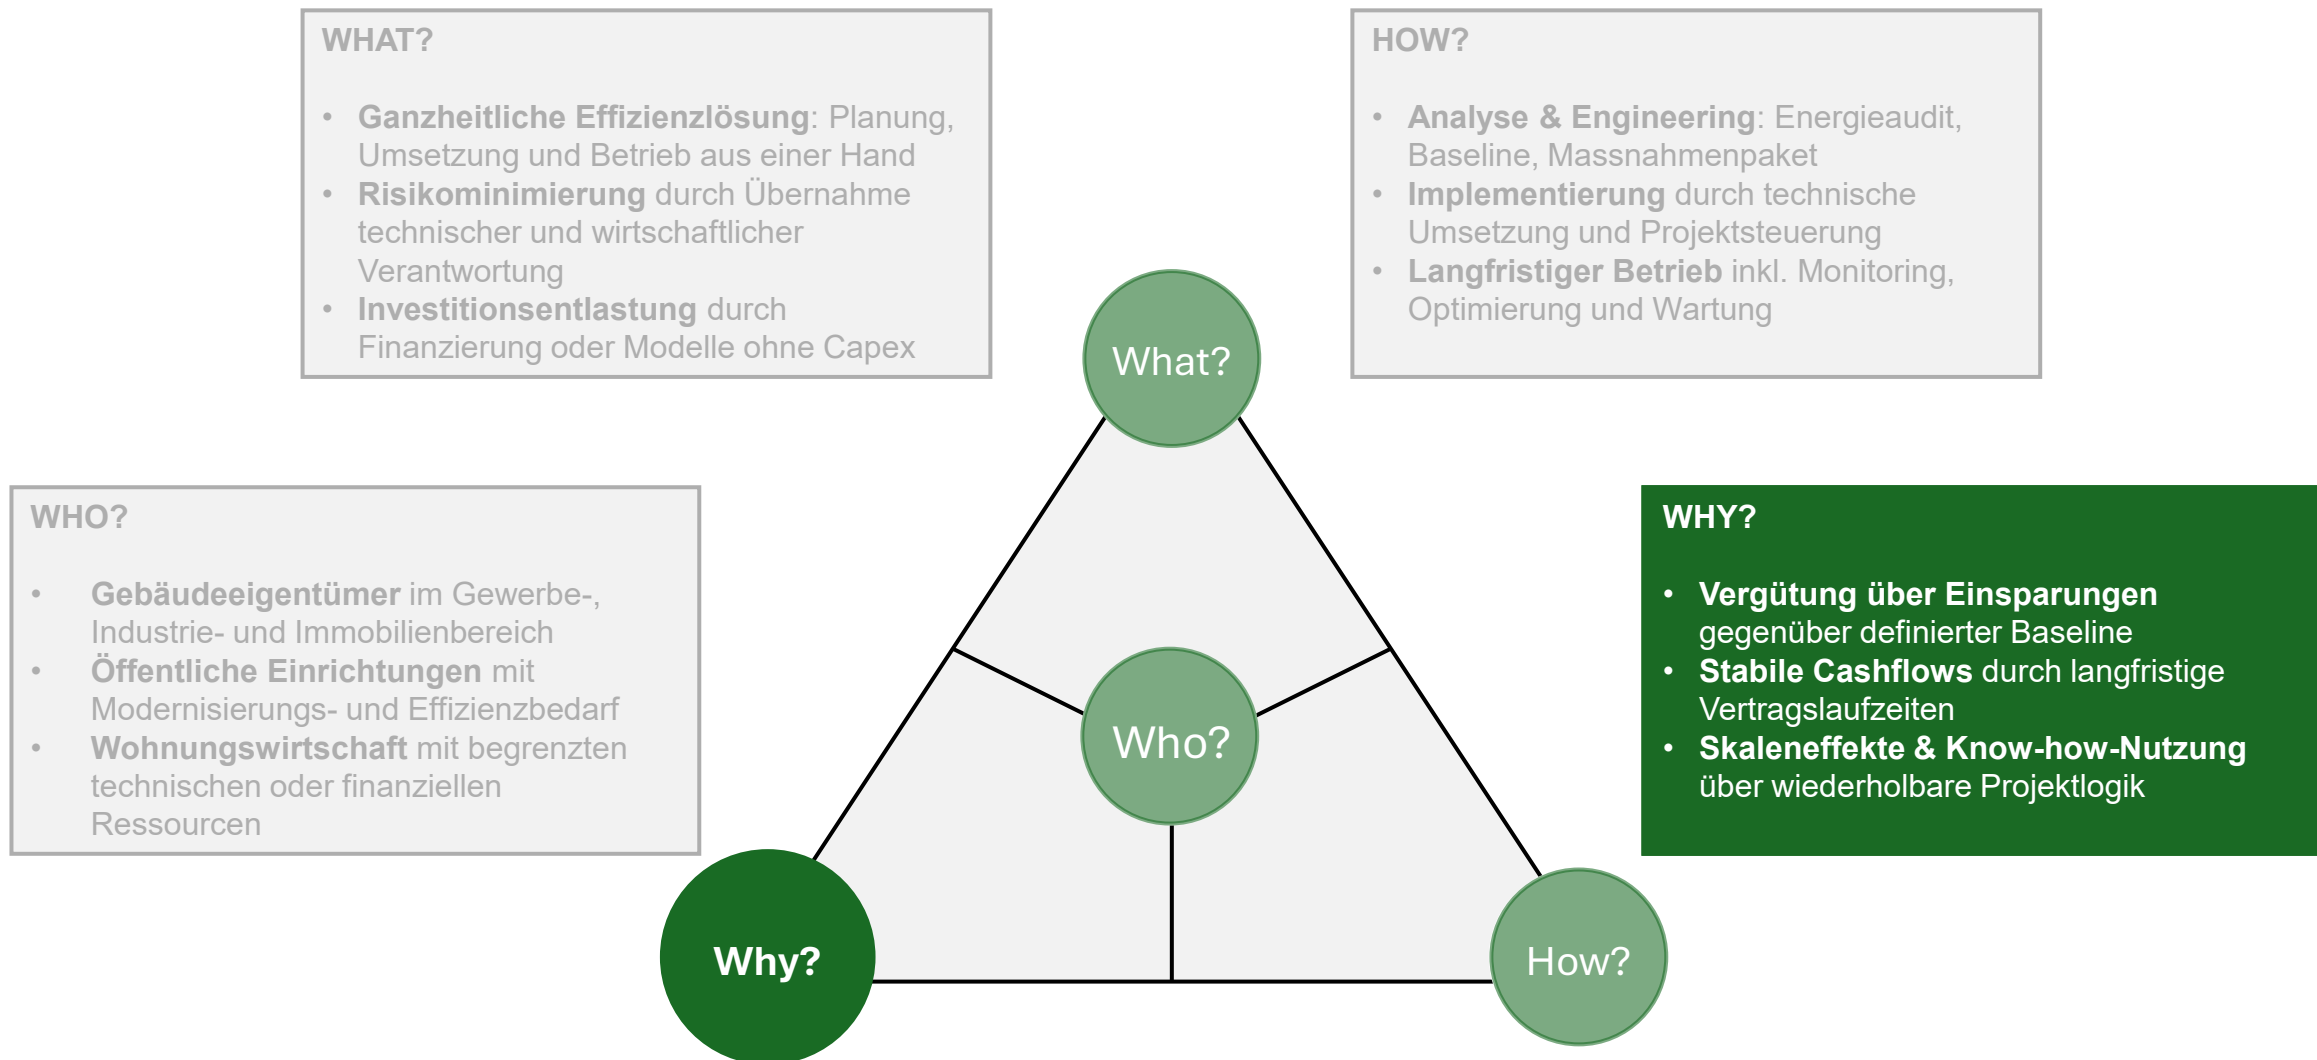 WHAT?
• Ganzheitliche Effizienzlösung: Planung,
Umsetzung und Betrieb aus einer Hand
• Risikominimierung durch Übernahme
technischer und wirtschaftlicher
Verantwortung
• Investitionsentlastung durch
Finanzierung oder Modelle ohne Capex
HOW?
• Analyse & Engineering: Energieaudit,
Baseline, Massnahmenpaket
• Implementierung durch technische
Umsetzung und Projektsteuerung
• Langfristiger Betrieb inkl. Monitoring,
Optimierung und Wartung
What?
WHO?
• Gebäudeeigentümer im Gewerbe-,
Industrie- und Immobilienbereich
• Öffentliche Einrichtungen mit
Modernisierungs- und Effizienzbedarf
• Wohnungswirtschaft mit begrenzten
technischen oder finanziellen
Ressourcen
WHY?
• Vergütung über Einsparungen
gegenüber definierter Baseline
• Stabile Cashflows durch langfristige
Vertragslaufzeiten
• Skaleneffekte & Know-how-Nutzung
über wiederholbare Projektlogik
Who?
Why?
How?